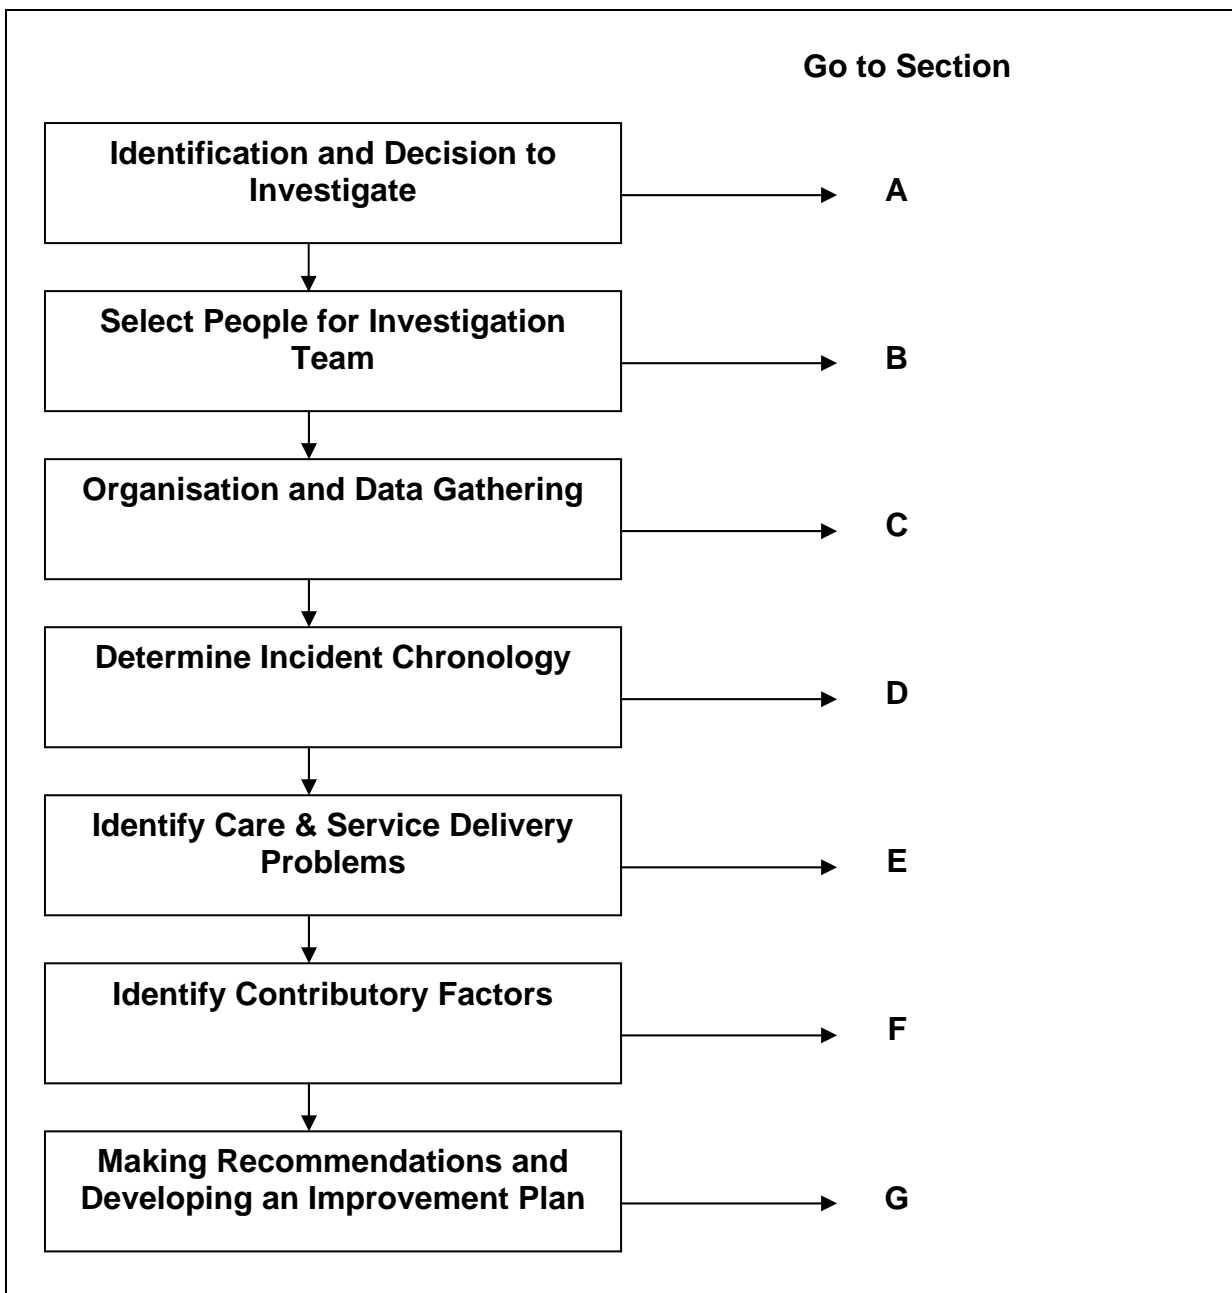 Go to Section
Identification and Decision to
Investigate
A
Select People for Investigation
Team
B
Organisation and Data Gathering
C
Determine Incident Chronology
D
Identify Care & Service Delivery
Problems
E
Identify Contributory Factors
F
Making Recommendations and
Developing an Improvement Plan
G